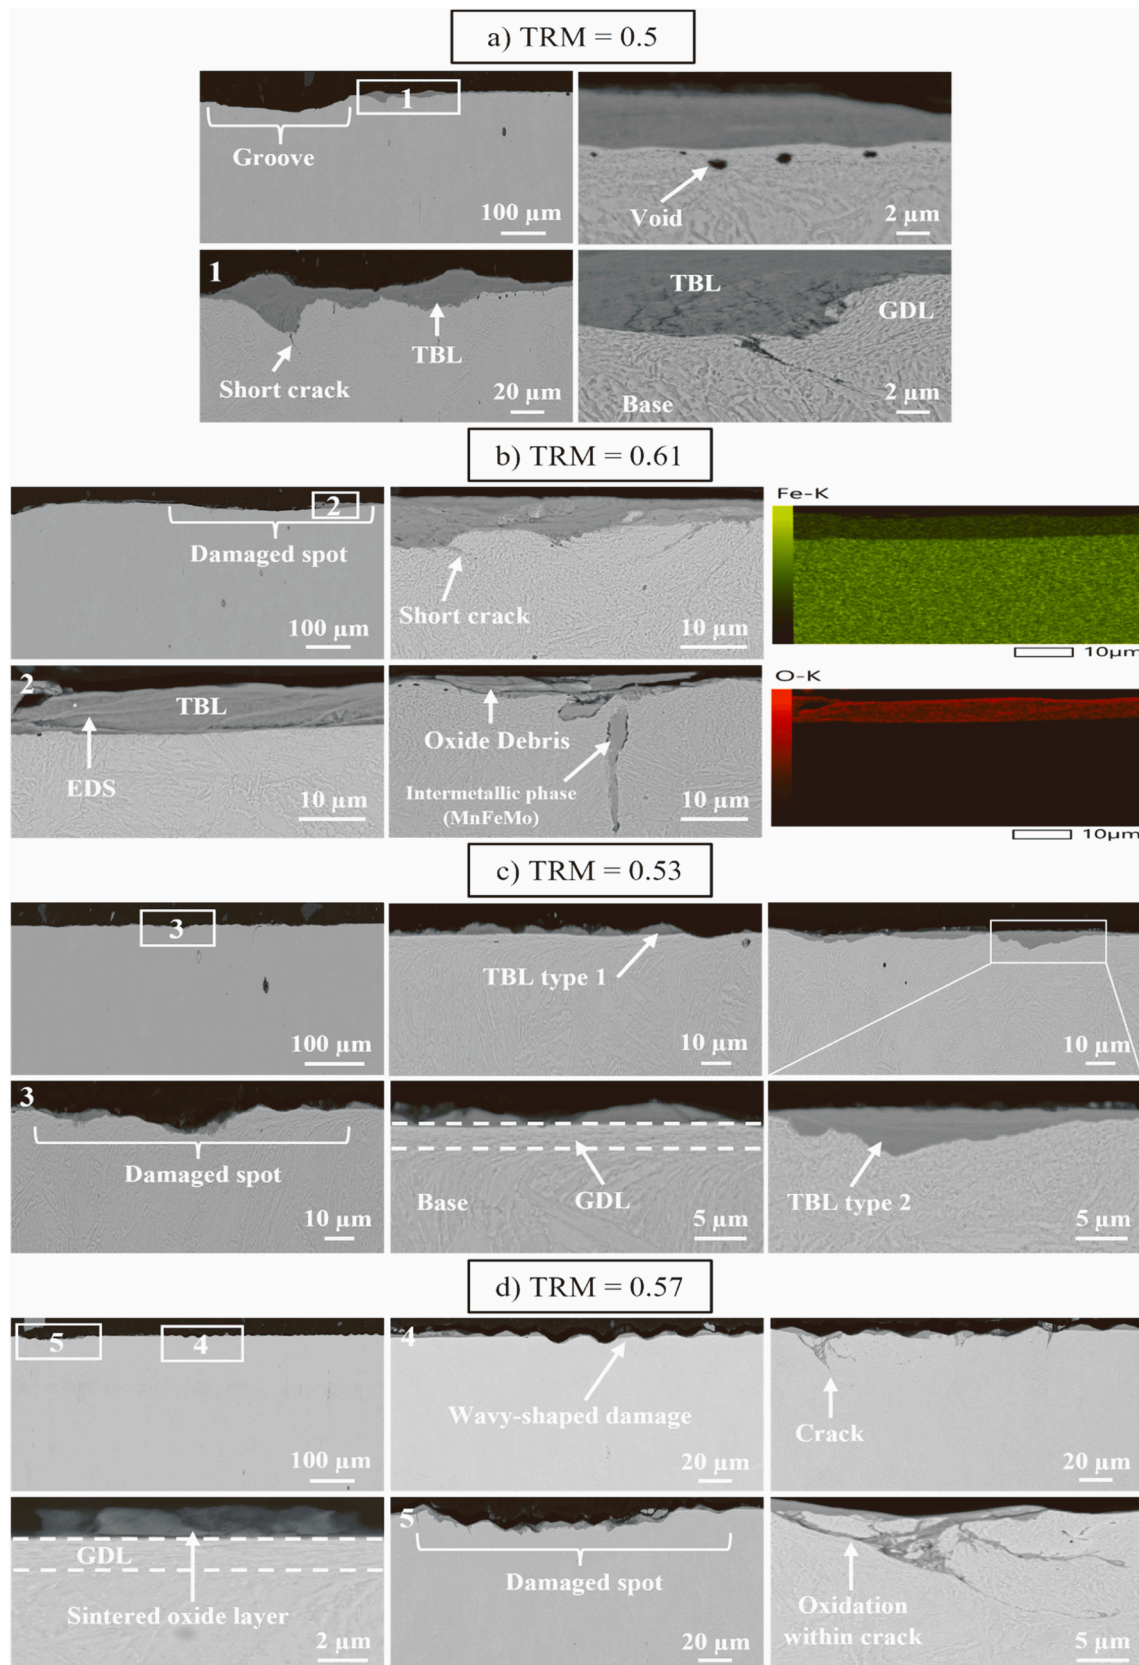 a) TRM = 0.5
1
Groove
100 µm
Void
2 µm
1
Short crack
TBL
20 µm
TBL
GDL
Base
2 µm
b) TRM = 0.61
2
Damaged spot
100 µm
Short crack
10 µm
Fe-K
10µm
2
TBL
EDS
10 µm
Oxide Debris
Intermetallic phase
(MnFeMo)
10 µm
O-K
10µm
c) TRM = 0.53
3
100 µm
TBL type 1
10 µm
10 µm
3
Damaged spot
10 µm
Base
GDL
5 µm
TBL type 2
5 µm
d) TRM = 0.57
5
4
100 µm
4
Wavy-shaped damage
20 µm
Crack
20 µm
GDL
Sintered oxide layer
2 µm
5
Damaged spot
20 µm
Oxidation
within crack
5 µm